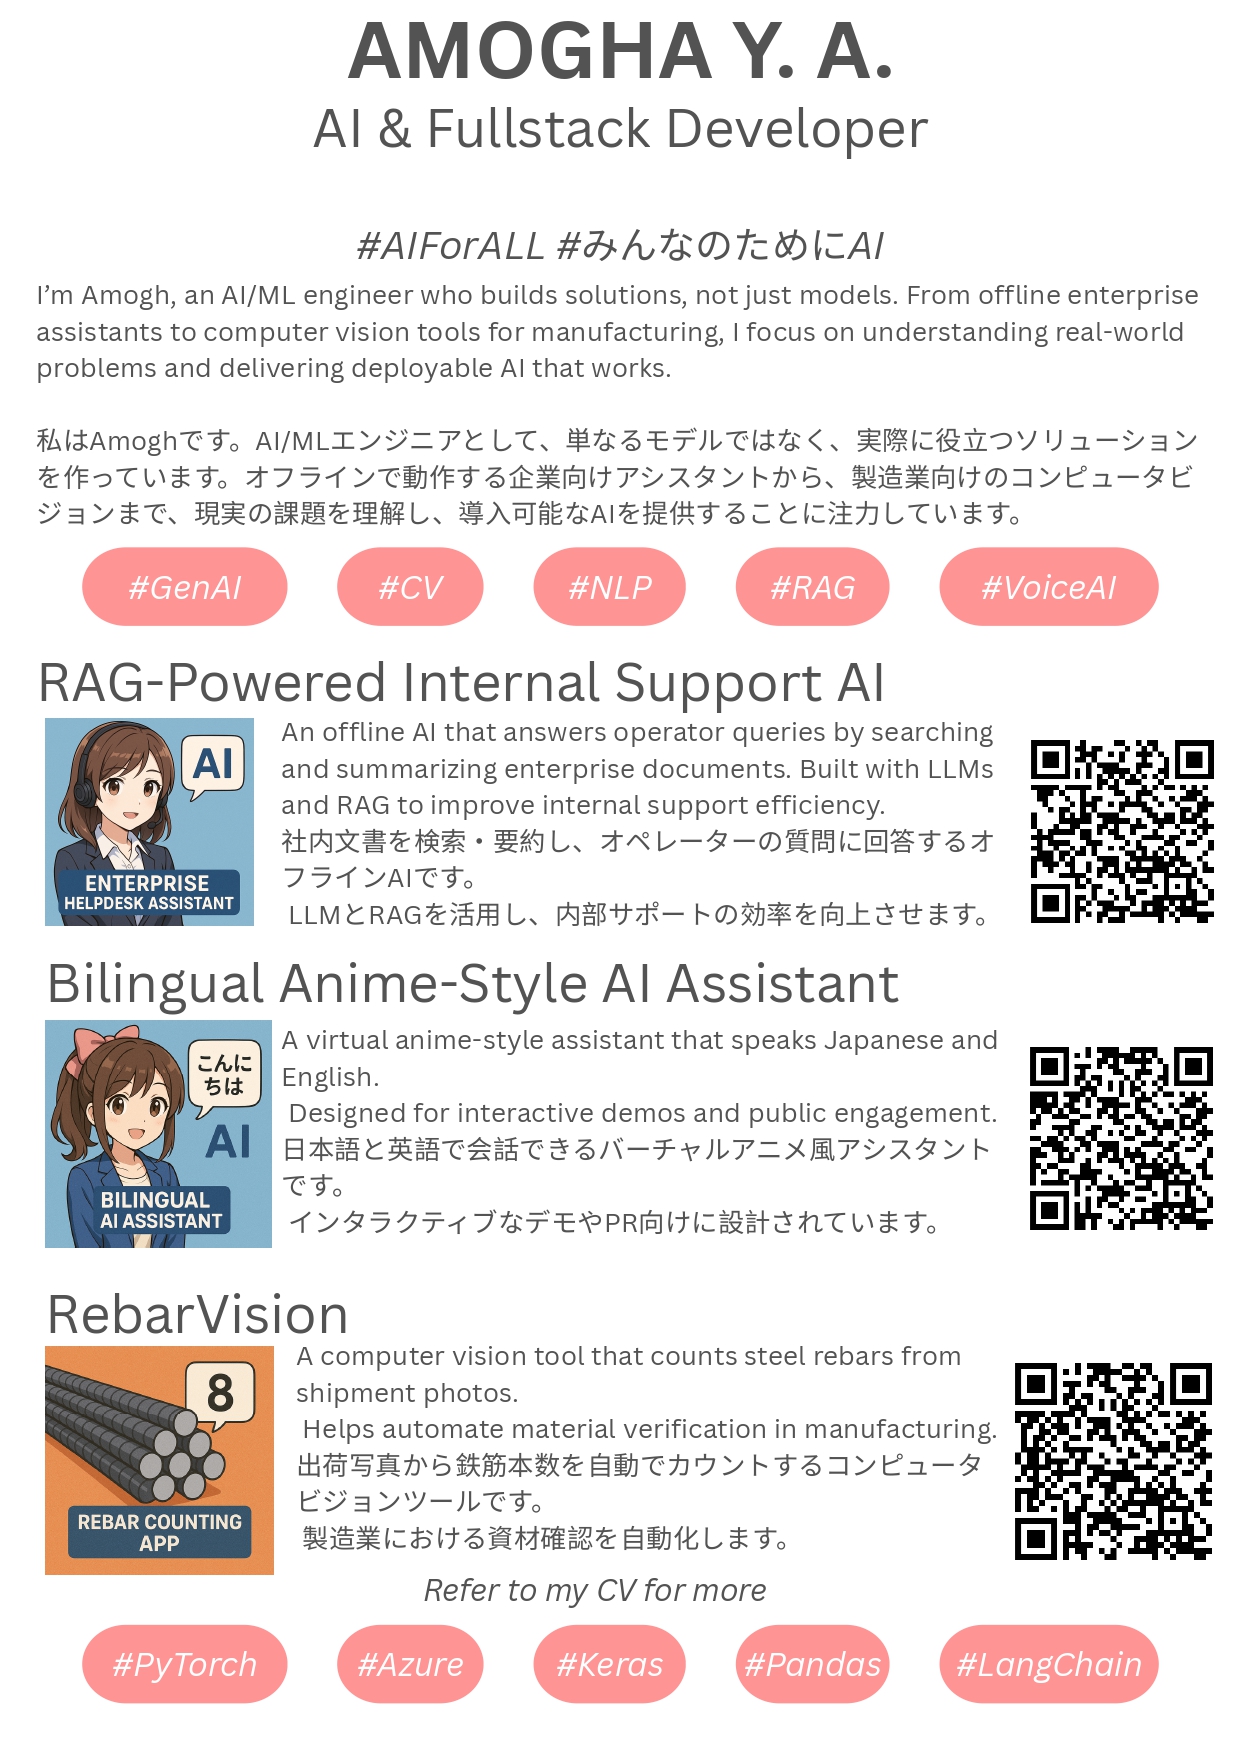 AMOGHA Y. A.
AI & Fullstack Developer
#AIForALL #みんなのためにAI
I’m Amogh, an AI/ML engineer who builds solutions, not just models. From offline enterprise
assistants to computer vision tools for manufacturing, I focus on understanding real-world
problems and delivering deployable AI that works.
私はAmoghです。AI/MLエンジニアとして、単なるモデルではなく、実際に役立つソリューション
を作っています。オフラインで動作する企業向けアシスタントから、製造業向けのコンピュータビ
ジョンまで、現実の課題を理解し、導入可能なAIを提供することに注力しています。
#GenAI #CV #NLP #RAG #VoiceAI
RAG-Powered Internal Support AI
AI
ENTERPRISE
HELPDESK ASSISTANT
An offline AI that answers operator queries by searching
and summarizing enterprise documents. Built with LLMs
and RAG to improve internal support efficiency.
社内文書を検索・要約し、オペレーターの質問に回答するオ
フラインAIです。
LLMとRAGを活用し、内部サポートの効率を向上させます。
Bilingual Anime-Style AI Assistant
こんに
ちは
AI
BILINGUAL
AI ASSISTANT
A virtual anime-style assistant that speaks Japanese and
English.
Designed for interactive demos and public engagement.
日本語と英語で会話できるバーチャルアニメ風アシスタント
です。
インタラクティブなデモやPR向けに設計されています。
RebarVision
8
REBAR COUNTING
APP
A computer vision tool that counts steel rebars from
shipment photos.
Helps automate material verification in manufacturing.
出荷写真から鉄筋本数を自動でカウントするコンピュータ
ビジョンツールです。
製造業における資材確認を自動化します。
Refer to my CV for more
#PyTorch #Azure #Keras #Pandas #LangChain